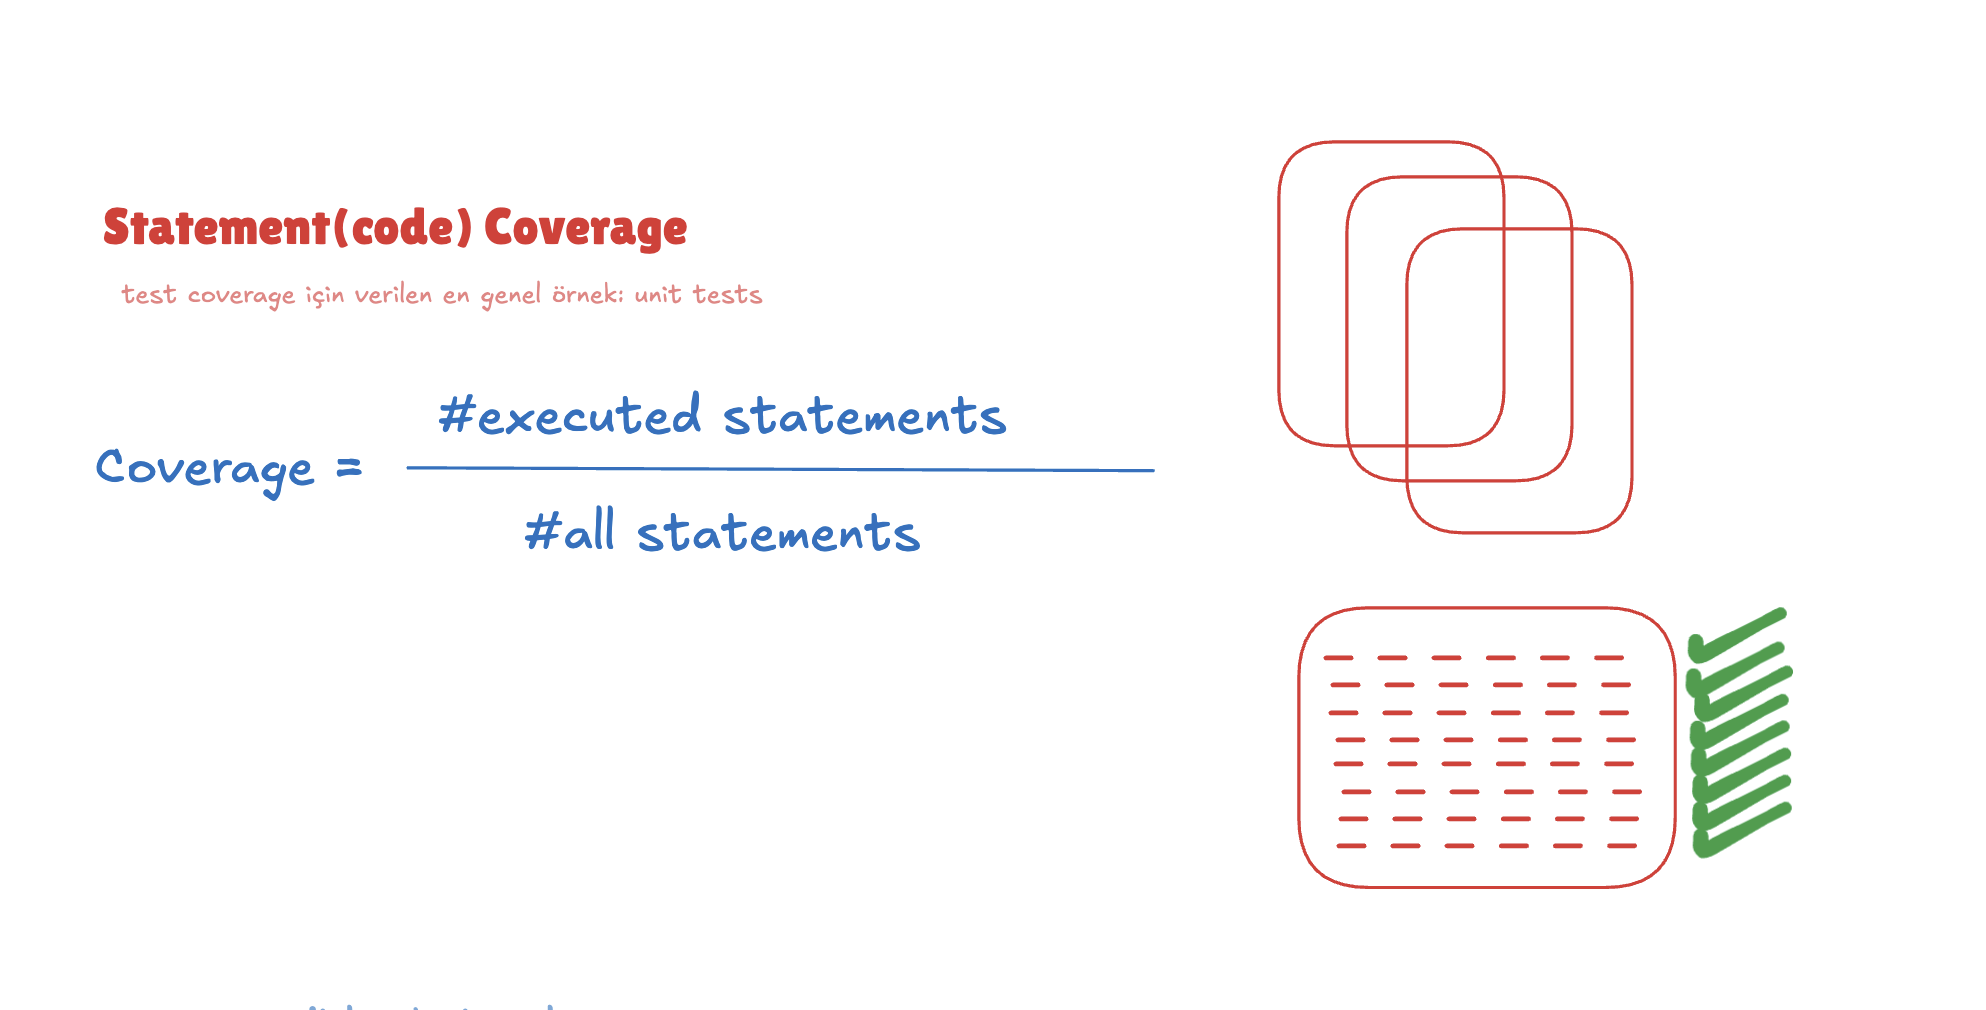 Statement(code) Coverage
test coverage için verilen en genel örnek: unit tests
#executed statements
Coverage =
#all statements